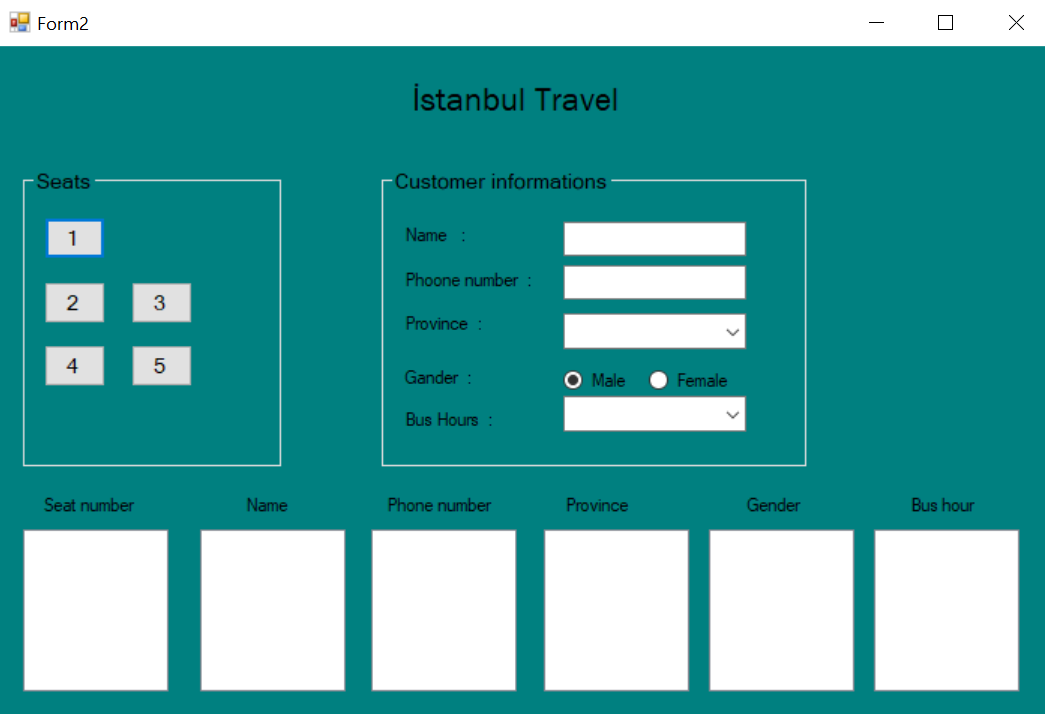 Form2
İstanbul Travel
Seats
1
2 3
4 5
Customer informations
Name :
Phoone number :
Province :
Gander : Male Female
Bus Hours :
Seat number Name Phone number Province Gender Bus hour